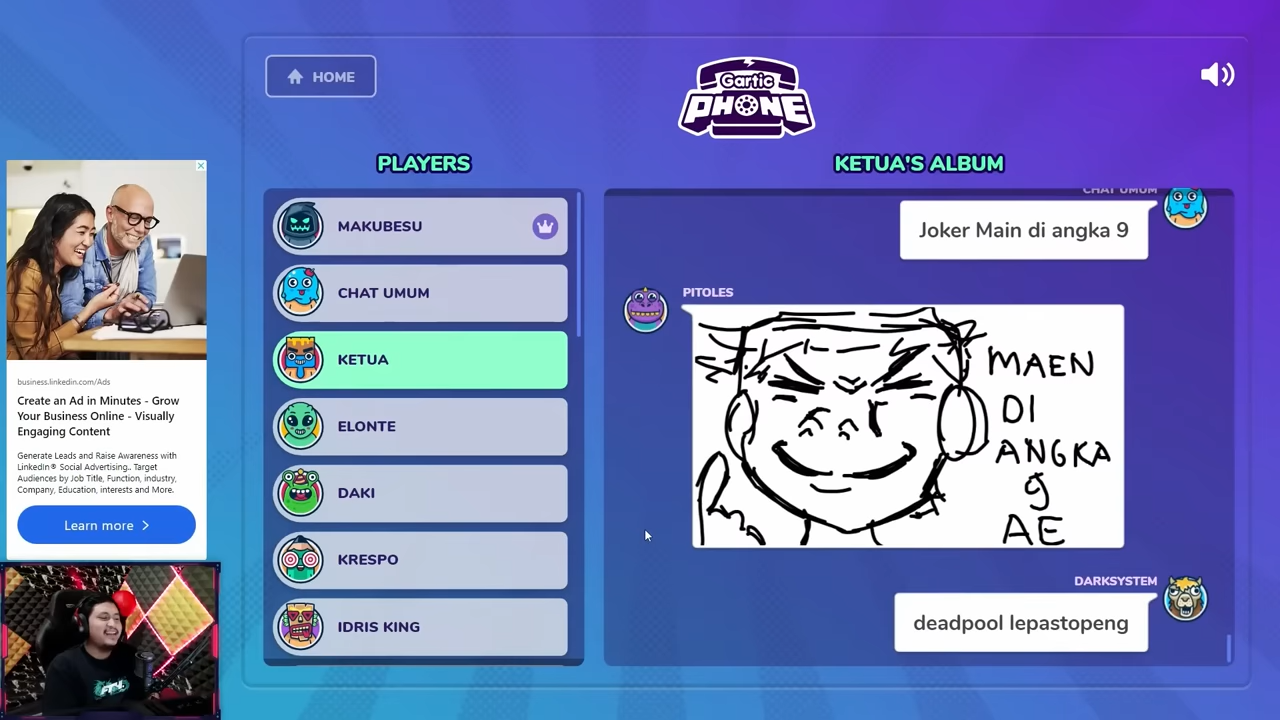 HOME
Gartic
PHONE
PLAYERS
MAKUBESU
CHAT UMUM
KETUA
ELONTE
DAKI
KRESPO
IDRIS KING
KETUA'S ALBUM
CHAT UMUM
Joker Main di angka 9
PITOLES
MAEN
DI
ANGKA
9
AE
DARKSYSTEM
deadpool lepastopeng
business.linkedin.com/Ads
Create an Ad in Minutes - Grow
Your Business Online - Visually
Engaging Content
Generate Leads and Raise Awareness with
LinkedIn® Social Advertising.. Target
Audiences by Job Title, Function, industry,
Company, Education, interests and More.
Learn more